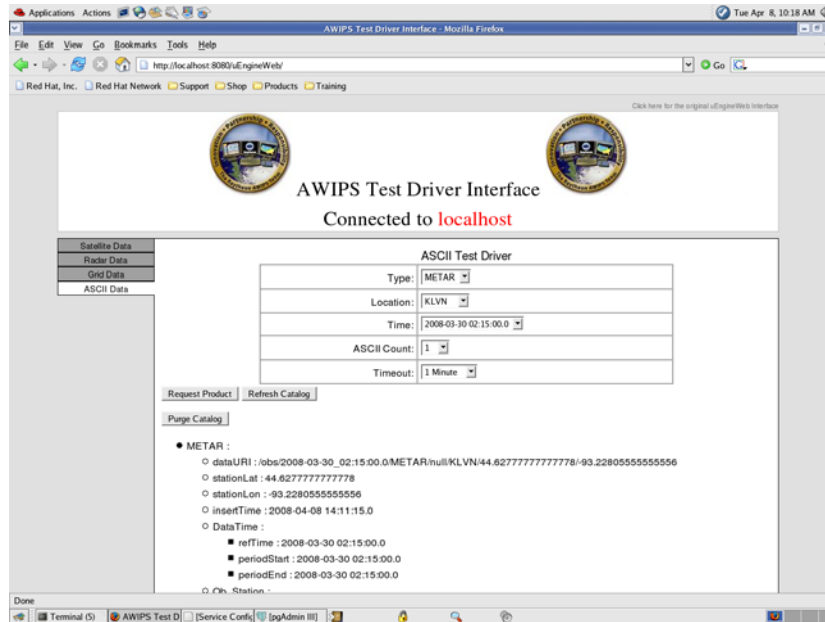 Applications Actions Tue Apr 8, 10:18 AM
AWIPS Test Driver Interface - Mozilla Firefox
File Edit View Go Bookmarks Tools Help
http://localhost:8080/uEngineWeb/ Go
Red Hat, Inc. Red Hat Network Support Shop Products Training
Click here for the original uEngineWeb Interface
AWIPS Test Driver Interface
Connected to localhost
Satellite Data
Radar Data
Grid Data
ASCII Data
ASCII Test Driver
Type: METAR
Location: KLVN
Time: 2008-03-30 02:15:00.0
ASCII Count: 1
Timeout: 1 Minute
Request Product Refresh Catalog
Purge Catalog
METAR :
dataURI : /obs/2008-03-30_02:15:00.0/METAR/null/KLVN/44.62777777777778/-93.22805555555556
stationLat : 44.6277777777778
stationLon : -93.2280555555556
insertTime : 2008-04-08 14:11:15.0
DataTime :
refTime : 2008-03-30 02:15:00.0
periodStart : 2008-03-30 02:15:00.0
periodEnd : 2008-03-30 02:15:00.0
Ob_Station :
Done
Terminal (5) AWIPS Test D [Service Config [pgAdmin III]